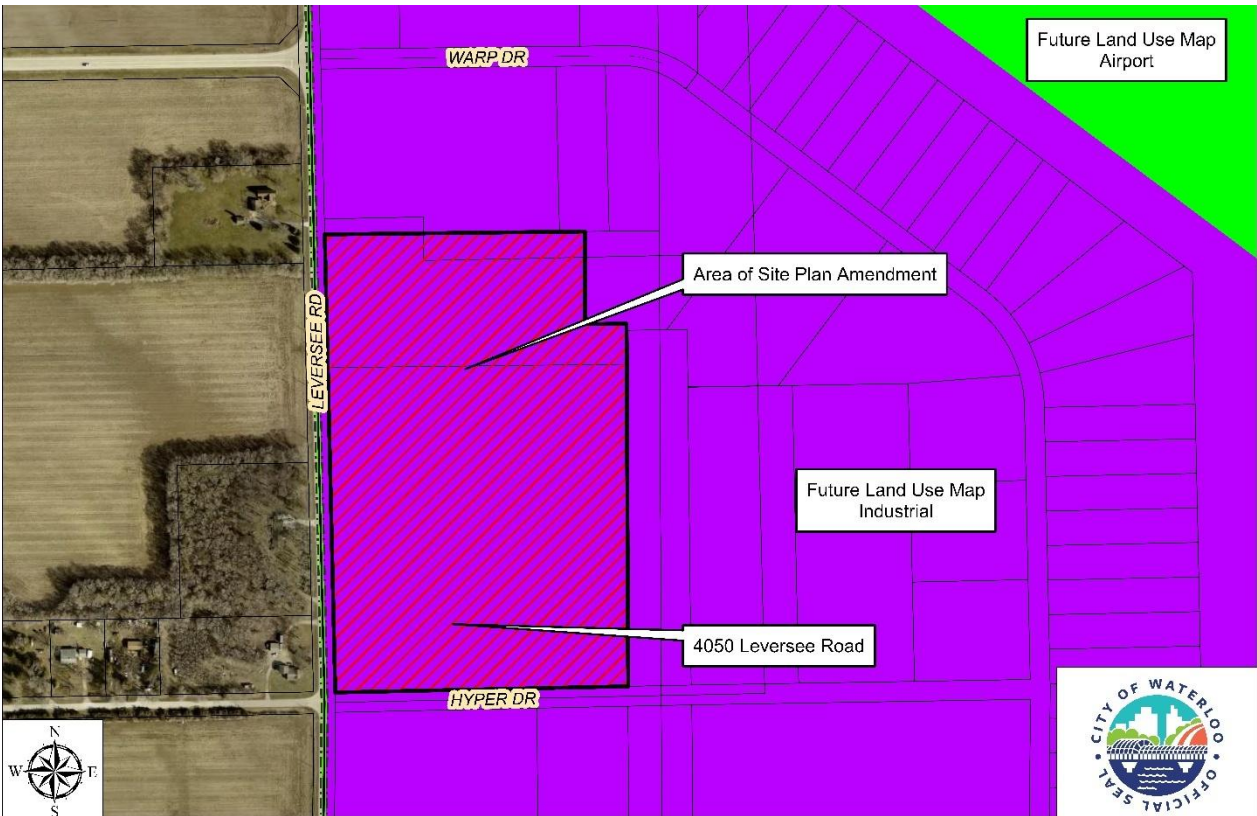 Future Land Use Map
Airport
WARP DR
Area of Site Plan Amendment
LEVERSEE RD
Future Land Use Map
Industrial
4050 Leversee Road
HYPER DR
N
W
E
S
CITY OF WATERLOO
OFFICIAL SEAL